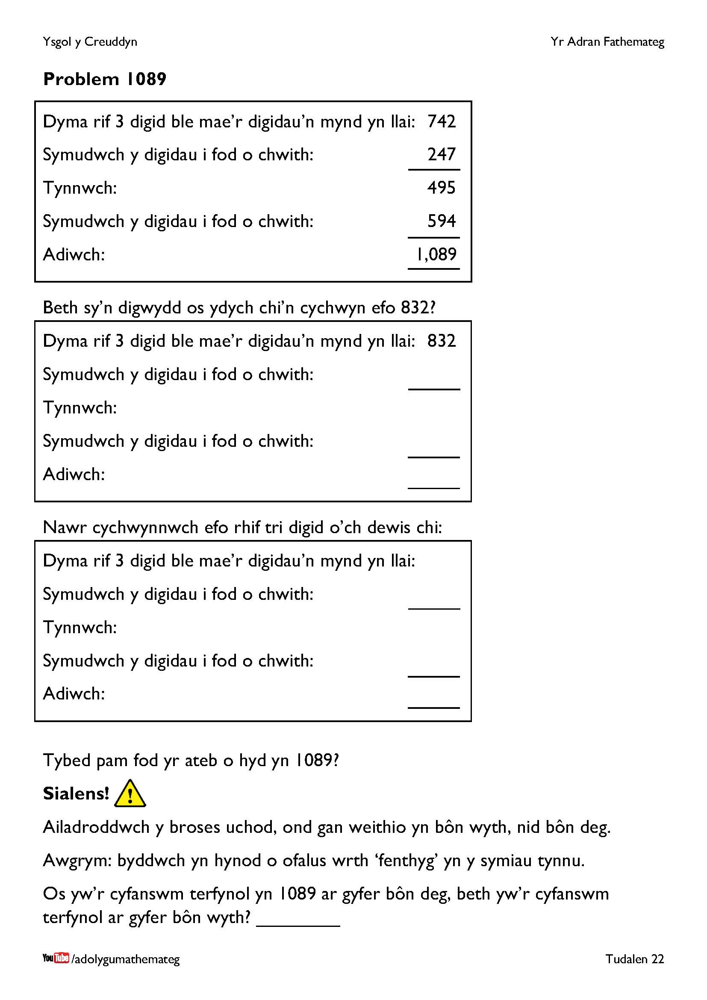 Ysgol y Creuddyn
Yr Adran Fathemateg
Problem 1089
Dyma rif 3 digid ble mae’r digidau’n mynd yn llai: 742
Symudwch y digidau i fod o chwith: 247
Tynnwch: 495
Symudwch y digidau i fod o chwith: 594
Adiwch: 1,089
Beth sy’n digwydd os ydych chi’n cychwyn efo 832?
Dyma rif 3 digid ble mae’r digidau’n mynd yn llai: 832
Symudwch y digidau i fod o chwith:
Tynnwch:
Symudwch y digidau i fod o chwith:
Adiwch:
Nawr cychwynnwch efo rhif tri digid o’ch dewis chi:
Dyma rif 3 digid ble mae’r digidau’n mynd yn llai:
Symudwch y digidau i fod o chwith:
Tynnwch:
Symudwch y digidau i fod o chwith:
Adiwch:
Tybed pam fod yr ateb o hyd yn 1089?
Sialens!
Ailadroddwch y broses uchod, ond gan weithio yn bôn wyth, nid bôn deg.
Awgrym: byddwch yn hynod o ofalus wrth ‘fenthyg’ yn y symiau tynnu.
Os yw’r cyfanswm terfynol yn 1089 ar gyfer bôn deg, beth yw’r cyfanswm
terfynol ar gyfer bôn wyth? __________
YouTube/adolygumathemateg
Tudalen 22